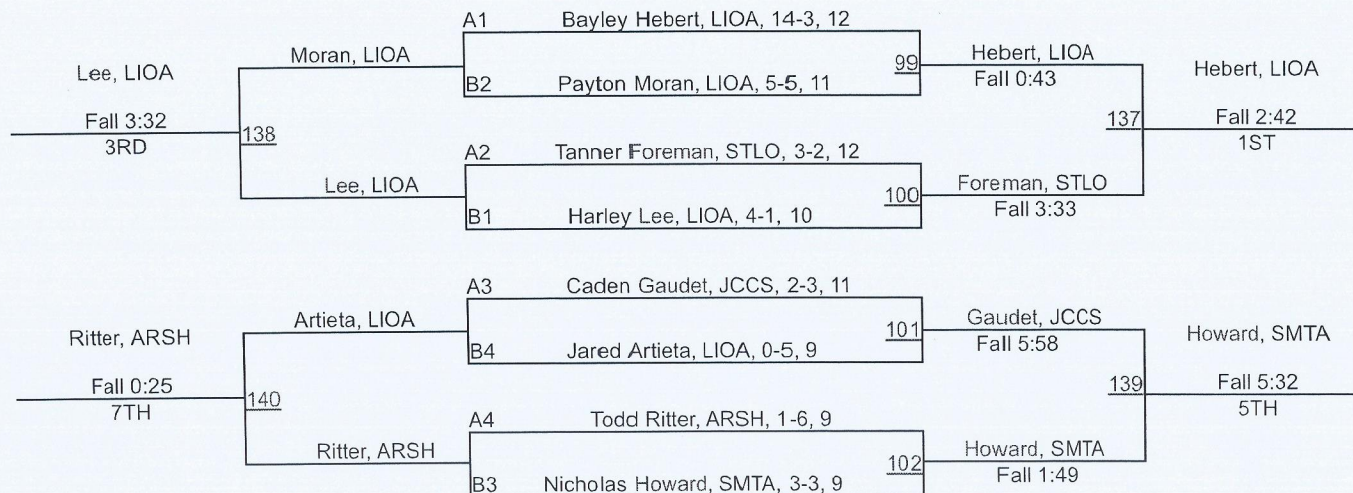 A1 Bayley Hebert, LIOA, 14-3, 12
Lee, LIOA Moran, LIOA 99 Hebert, LIOA Hebert, LIOA
B2 Payton Moran, LIOA, 5-5, 11 Fall 0:43
Fall 3:32 138 137 Fall 2:42
3RD 1ST
A2 Tanner Foreman, STLO, 3-2, 12
Lee, LIOA 100 Foreman, STLO
B1 Harley Lee, LIOA, 4-1, 10 Fall 3:33
A3 Caden Gaudet, JCCS, 2-3, 11
Ritter, ARSH Artieta, LIOA 101 Gaudet, JCCS Howard, SMTA
B4 Jared Artieta, LIOA, 0-5, 9 Fall 5:58
Fall 0:25 140 139 Fall 5:32
7TH 5TH
A4 Todd Ritter, ARSH, 1-6, 9
Ritter, ARSH 102 Howard, SMTA
B3 Nicholas Howard, SMTA, 3-3, 9 Fall 1:49